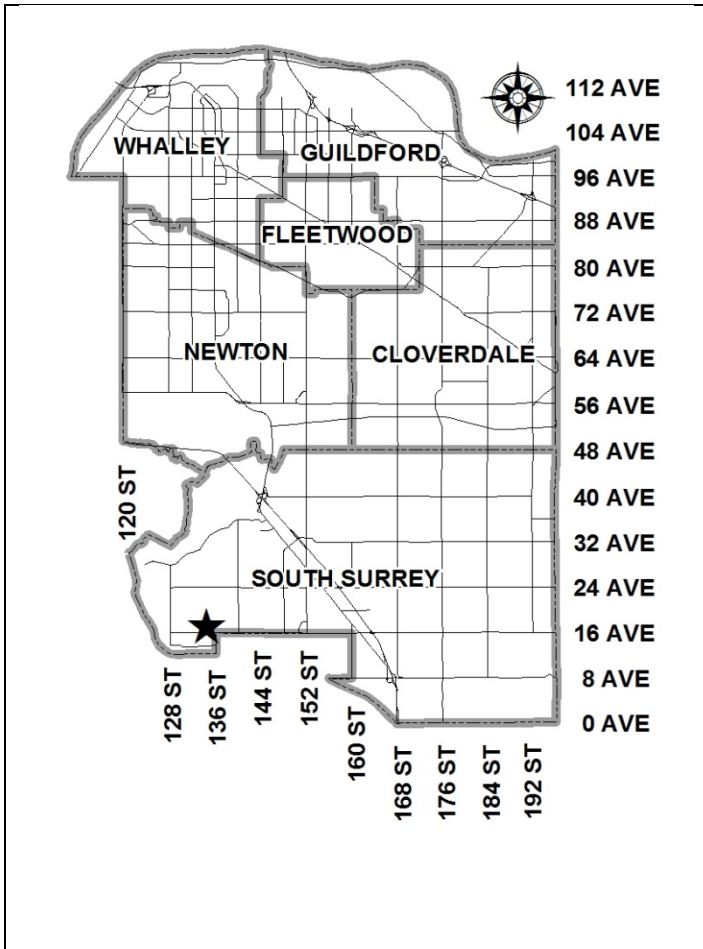 112 AVE
104 AVE
WHALLEY
GUILDFORD
96 AVE
88 AVE
FLEETWOOD
80 AVE
72 AVE
NEWTON
CLOVERDALE
64 AVE
56 AVE
48 AVE
120 ST
40 AVE
32 AVE
SOUTH SURREY
24 AVE
16 AVE
128 ST
136 ST
144 ST
152 ST
160 ST
8 AVE
0 AVE
168 ST
176 ST
184 ST
192 ST